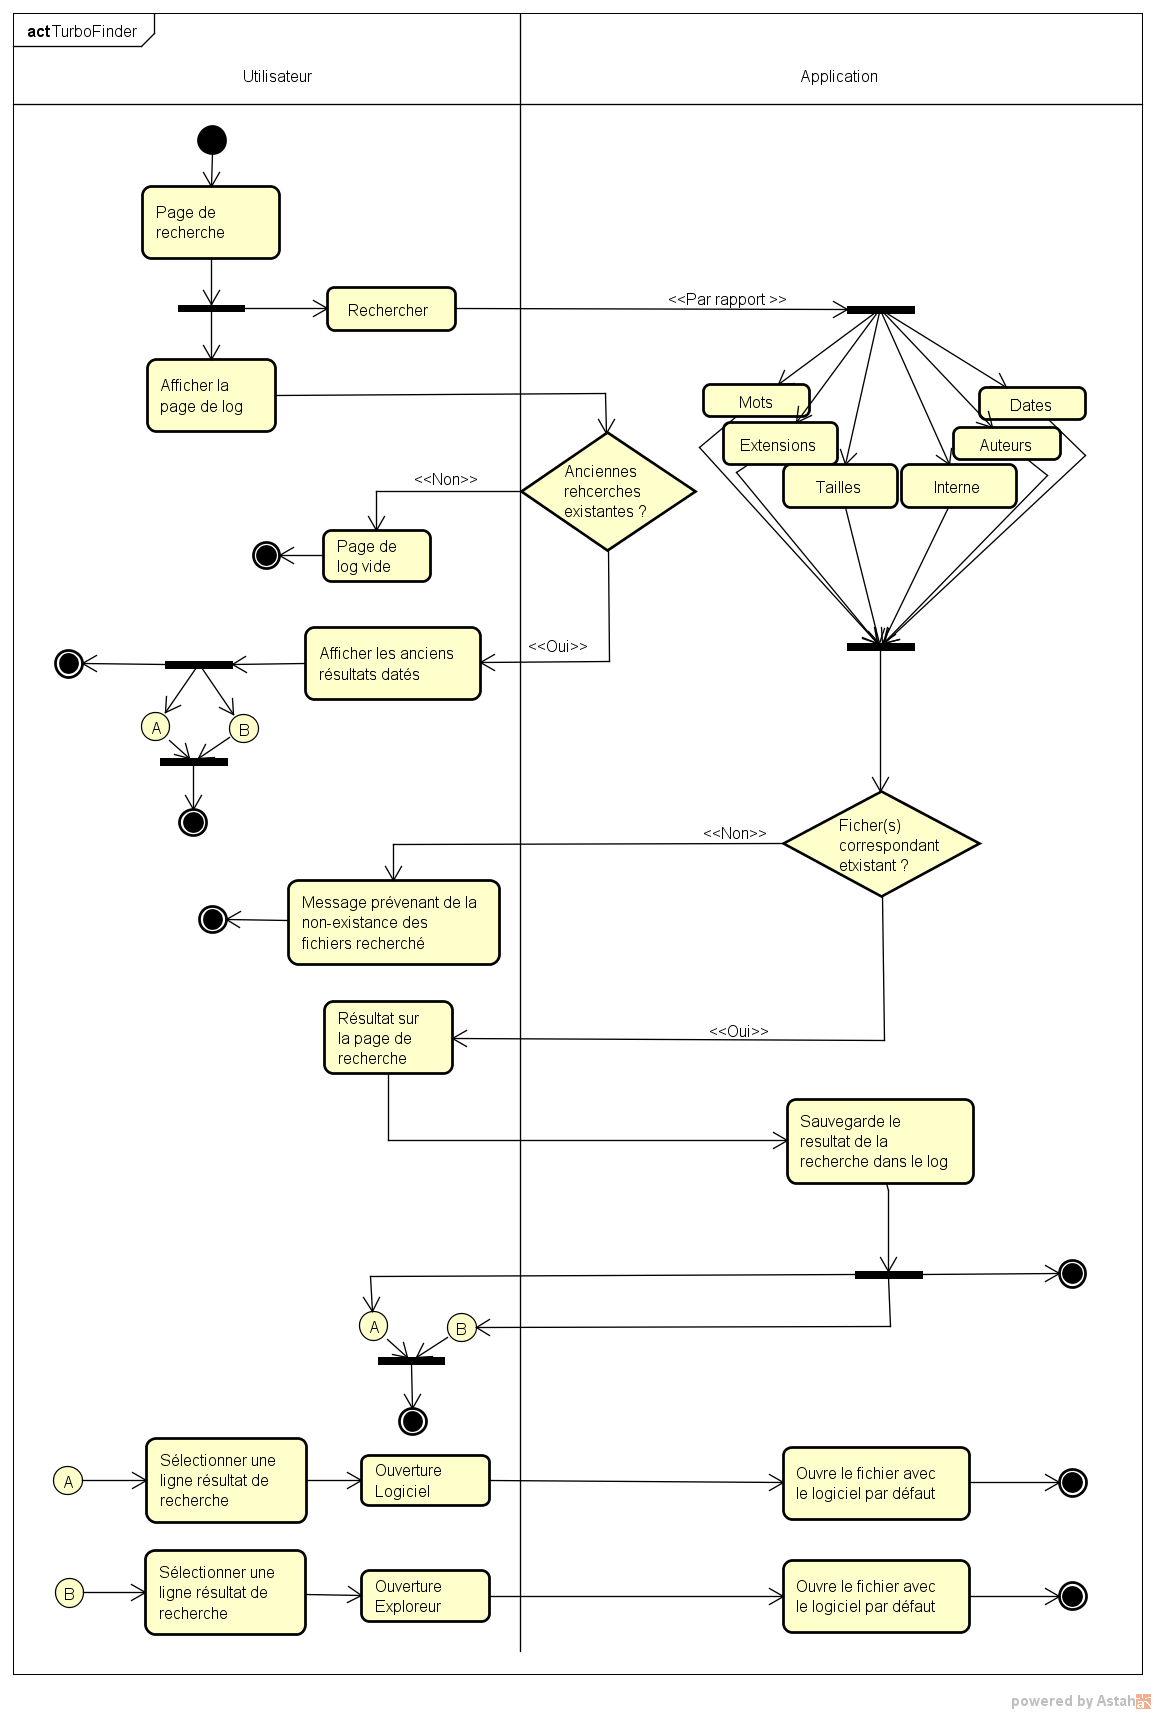 act TurboFinder
Utilisateur
Application
Page de
recherche
Rechercher
<<Par rapport >>
Afficher la
page de log
Mots
Dates
Extensions
Auteurs
Tailles
Interne
Anciennes
rehcerches
existantes ?
<<Non>>
Page de
log vide
<<Oui>>
Afficher les anciens
résultats datés
A
B
Ficher(s)
correspondant
etxistant ?
<<Non>>
Message prévenant de la
non-existance des
fichiers recherché
Résultat sur
la page de
recherche
<<Oui>>
Sauvegarde le
resultat de la
recherche dans le log
A
B
A
Sélectionner une
ligne résultat de
recherche
Ouverture
Logiciel
Ouvre le fichier avec
le logiciel par défaut
B
Sélectionner une
ligne résultat de
recherche
Ouverture
Exploreur
Ouvre le fichier avec
le logiciel par défaut
powered by Astah